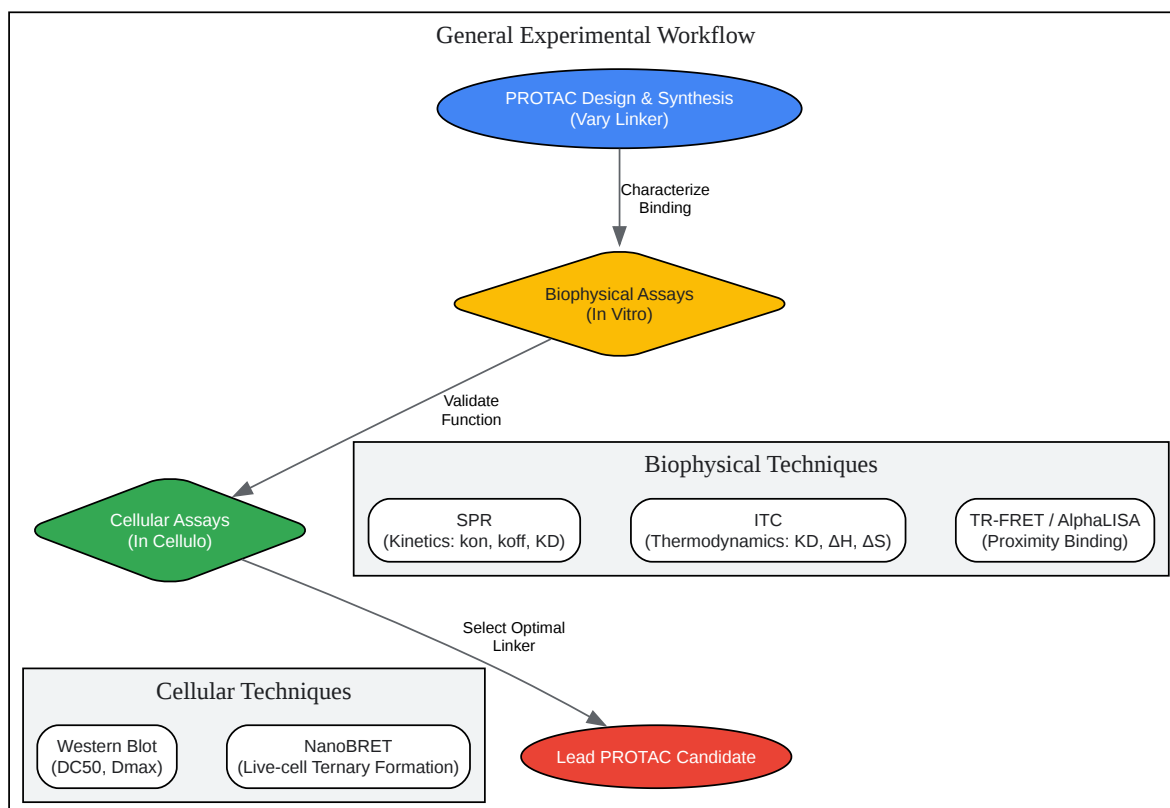 General Experimental Workflow
PROTAC Design & Synthesis
(Vary Linker)
Characterize
Binding
Biophysical Assays
(In Vitro)
Validate
Function
Biophysical Techniques
SPR
(Kinetics: kon, koff, KD)
ITC
(Thermodynamics: KD, ΔH, ΔS)
TR-FRET / AlphaLISA
(Proximity Binding)
Cellular Assays
(In Cellulo)
Select Optimal
Linker
Cellular Techniques
Western Blot
(DC50, Dmax)
NanoBRET
(Live-cell Ternary Formation)
Lead PROTAC Candidate